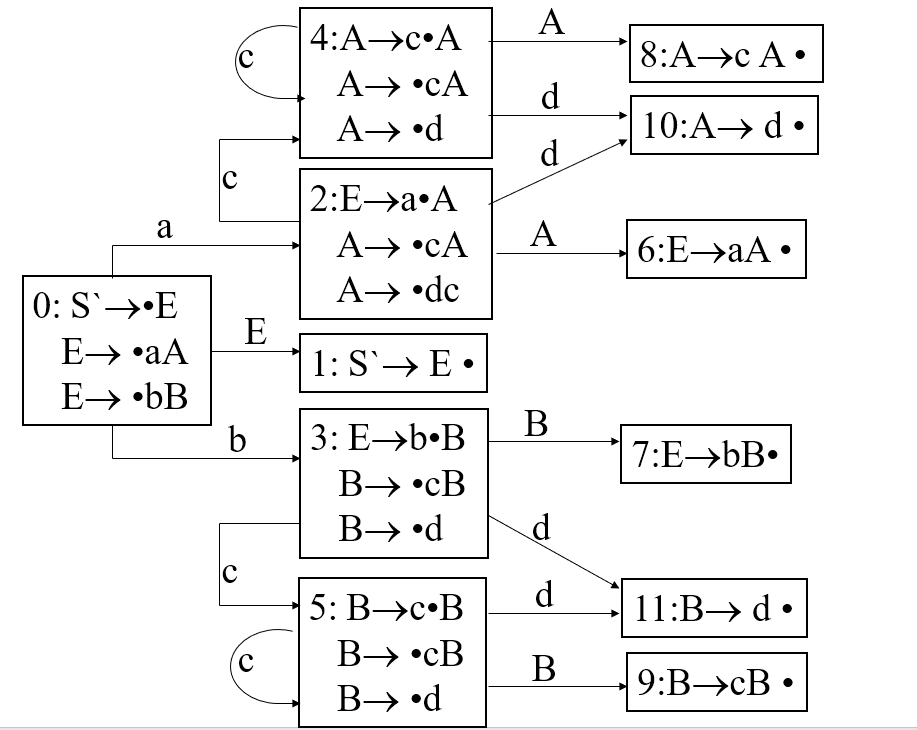 4:A→c•A
A→ •cA
A→ •d
c
A
8:A→c A •
d
10:A→ d •
d
c
2:E→a•A
A→ •cA
A→ •dc
A
6:E→aA •
a
0: S`→•E
E→ •aA
E→ •bB
E
1: S`→ E •
b
3: E→b•B
B→ •cB
B→ •d
B
7:E→bB•
d
c
5: B→c•B
B→ •cB
B→ •d
d
11:B→ d •
c
B
9:B→cB •